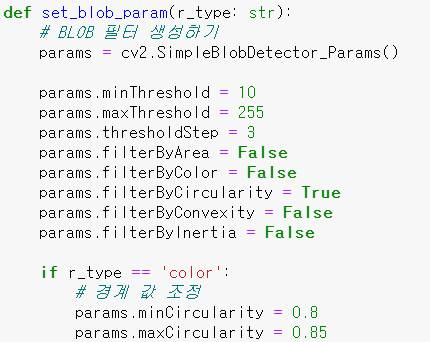 def set_blob_param(r_type: str):
# BLOB 필터 생성하기
params = cv2.SimpleBlobDetector_Params()
params.minThreshold = 10
params.maxThreshold = 255
params.thresholdStep = 3
params.filterByArea = False
params.filterByColor = False
params.filterByCircularity = True
params.filterByConvexity = False
params.filterByInertia = False
if r_type == 'color':
# 경계 값 조정
params.minCircularity = 0.8
params.maxCircularity = 0.85